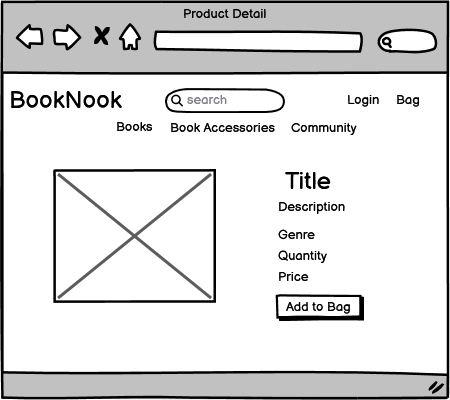 Product Detail
BookNook search Login Bag
Books Book Accessories Community
Title
Description
Genre
Quantity
Price
Add to Bag